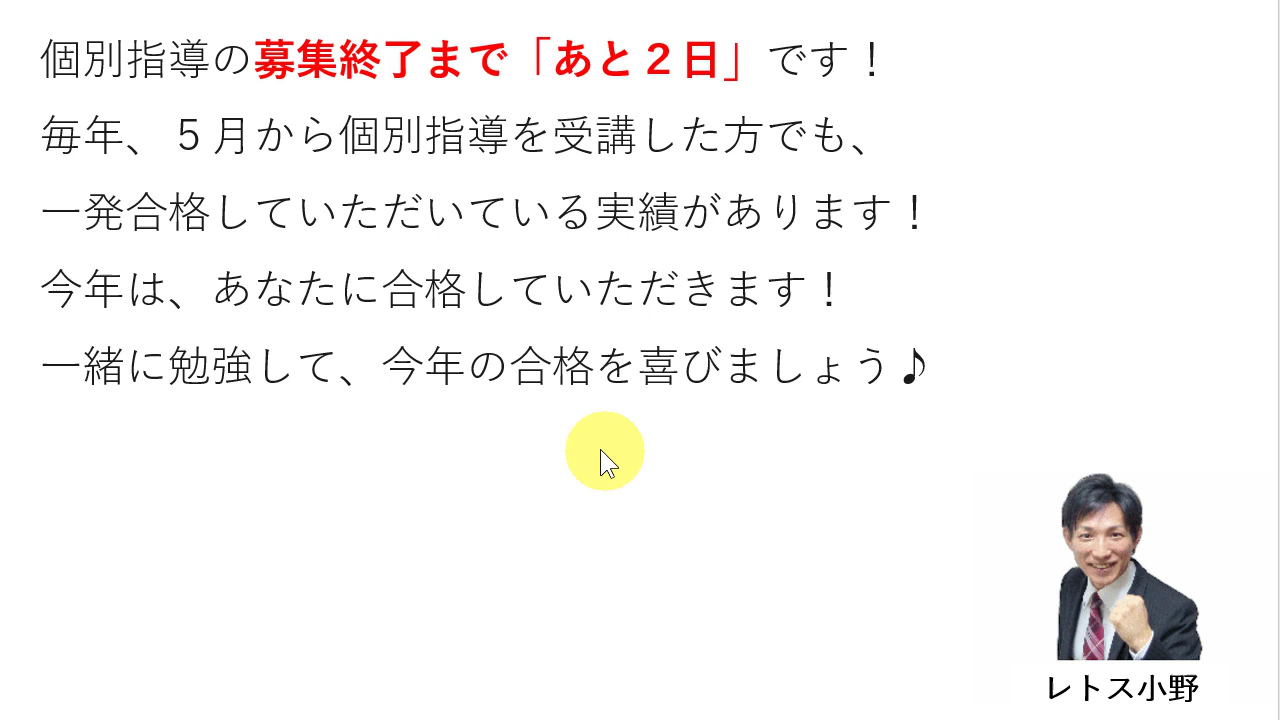 個別指導の募集終了まで「あと２日」です！
毎年、５月から個別指導を受講した方でも、
一発合格していただいている実績があります！
今年は、あなたに合格していただきます！
一緒に勉強して、今年の合格を喜びましょう♪
レトス小野